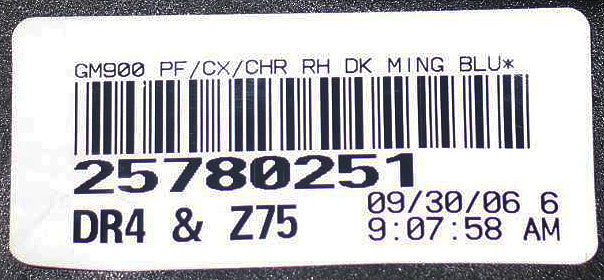 GM900 PF/CX/CHR RH DK MING BLU*
25780251
DR4 & Z75
09/30/06 6
9:07:58 AM